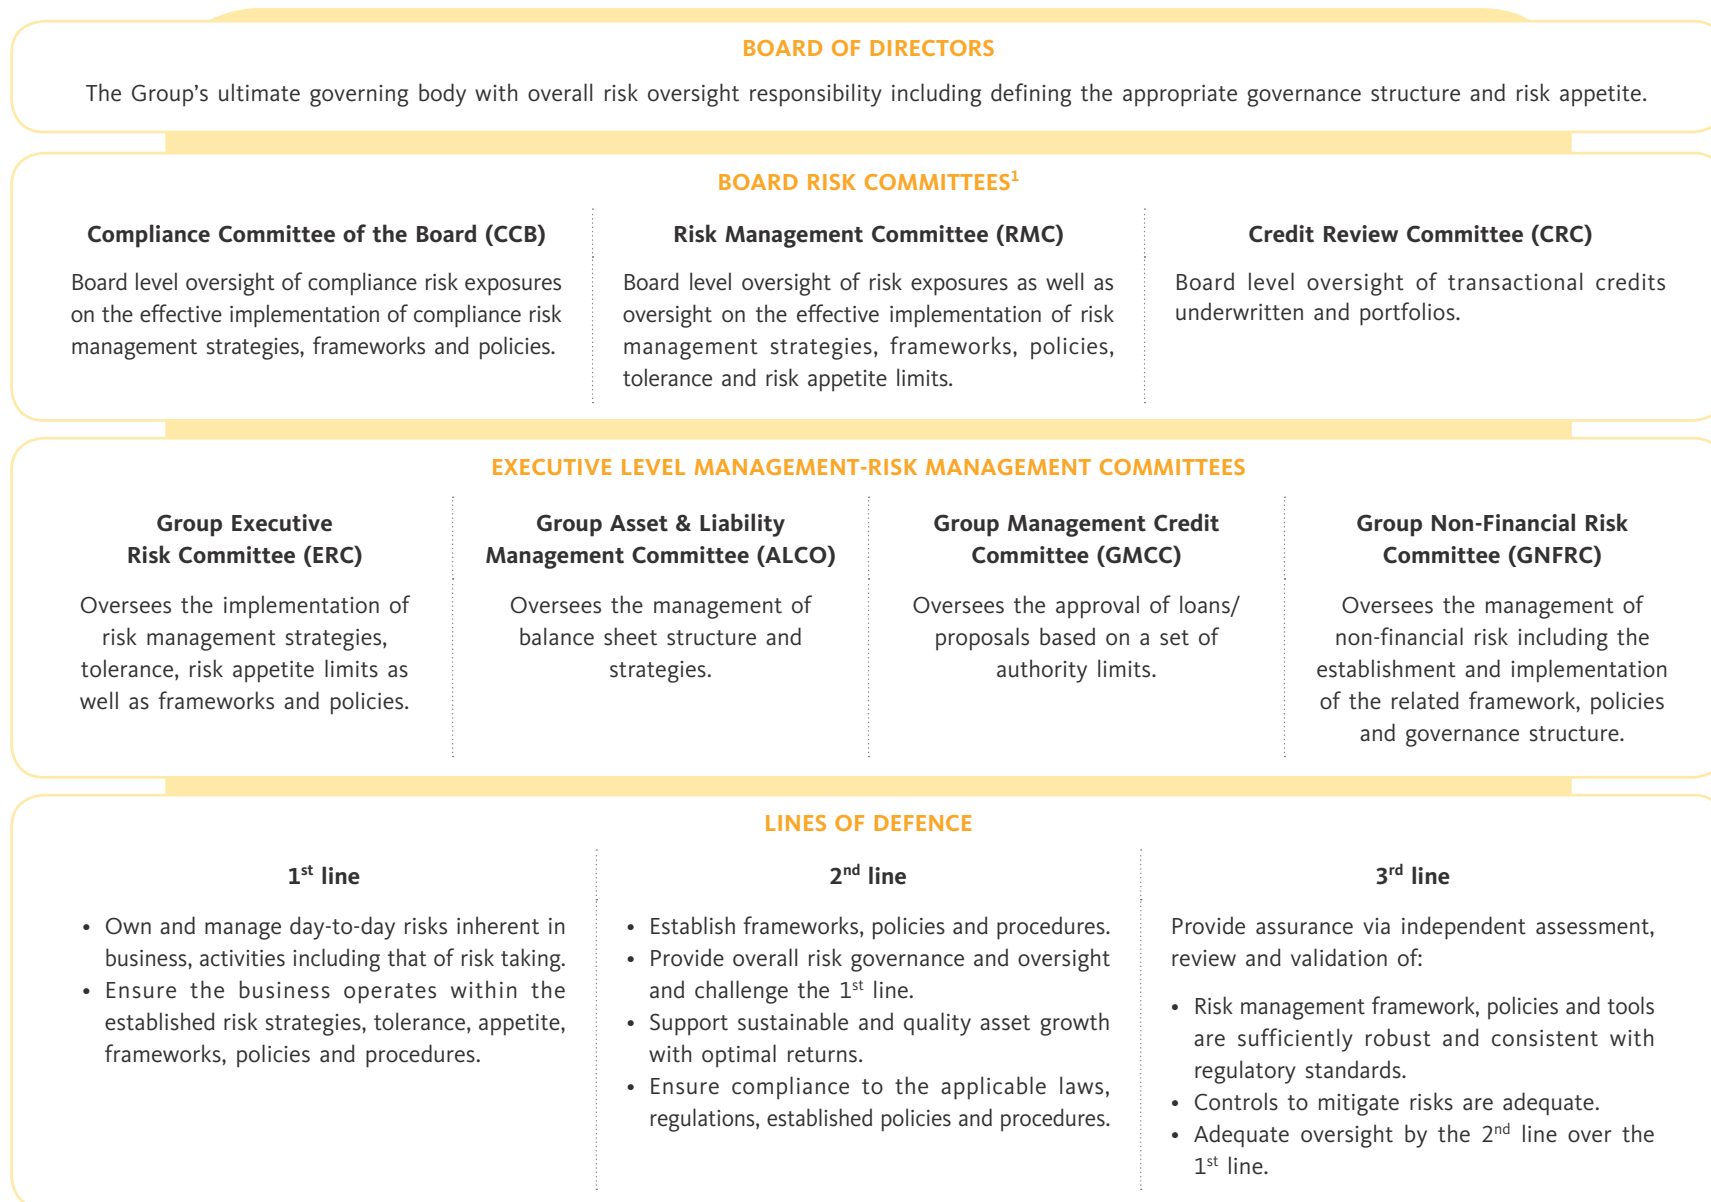 BOARD OF DIRECTORS
The Group's ultimate governing body with overall risk oversight responsibility including defining the appropriate governance structure and risk appetite.
BOARD RISK COMMITTEES¹
Compliance Committee of the Board (CCB)
Board level oversight of compliance risk exposures
on the effective implementation of compliance risk
management strategies, frameworks and policies.
Risk Management Committee (RMC)
Board level oversight of risk exposures as well as
oversight on the effective implementation of risk
management strategies, frameworks, policies,
tolerance and risk appetite limits.
Credit Review Committee (CRC)
Board level oversight of transactional credits
underwritten and portfolios.
EXECUTIVE LEVEL MANAGEMENT-RISK MANAGEMENT COMMITTEES
Group Executive
Risk Committee (ERC)
Oversees the implementation of
risk management strategies,
tolerance, risk appetite limits as
well as frameworks and policies.
Group Asset & Liability
Management Committee (ALCO)
Oversees the management of
balance sheet structure and
strategies.
Group Management Credit
Committee (GMCC)
Oversees the approval of loans/
proposals based on a set of
authority limits.
Group Non-Financial Risk
Committee (GNFRC)
Oversees the management of
non-financial risk including the
establishment and implementation
of the related framework, policies
and governance structure.
LINES OF DEFENCE
1st line
• Own and manage day-to-day risks inherent in
business, activities including that of risk taking.
• Ensure the business operates within the
established risk strategies, tolerance, appetite,
frameworks, policies and procedures.
2nd line
• Establish frameworks, policies and procedures.
• Provide overall risk governance and oversight
and challenge the 1st line.
• Support sustainable and quality asset growth
with optimal returns.
• Ensure compliance to the applicable laws,
regulations, established policies and procedures.
3rd line
Provide assurance via independent assessment,
review and validation of:
• Risk management framework, policies and tools
are sufficiently robust and consistent with
regulatory standards.
• Controls to mitigate risks are adequate.
• Adequate oversight by the 2nd line over the
1st line.